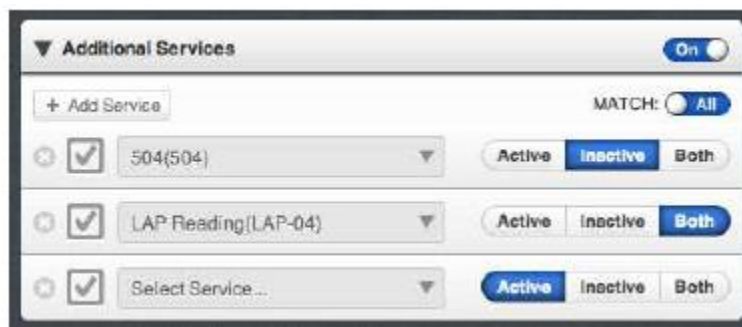 Additional Services On
+ Add Service MATCH: All
504(504) Active Inactive Both
LAP Reading(LAP-04) Active Inactive Both
Select Service... Active Inactive Both